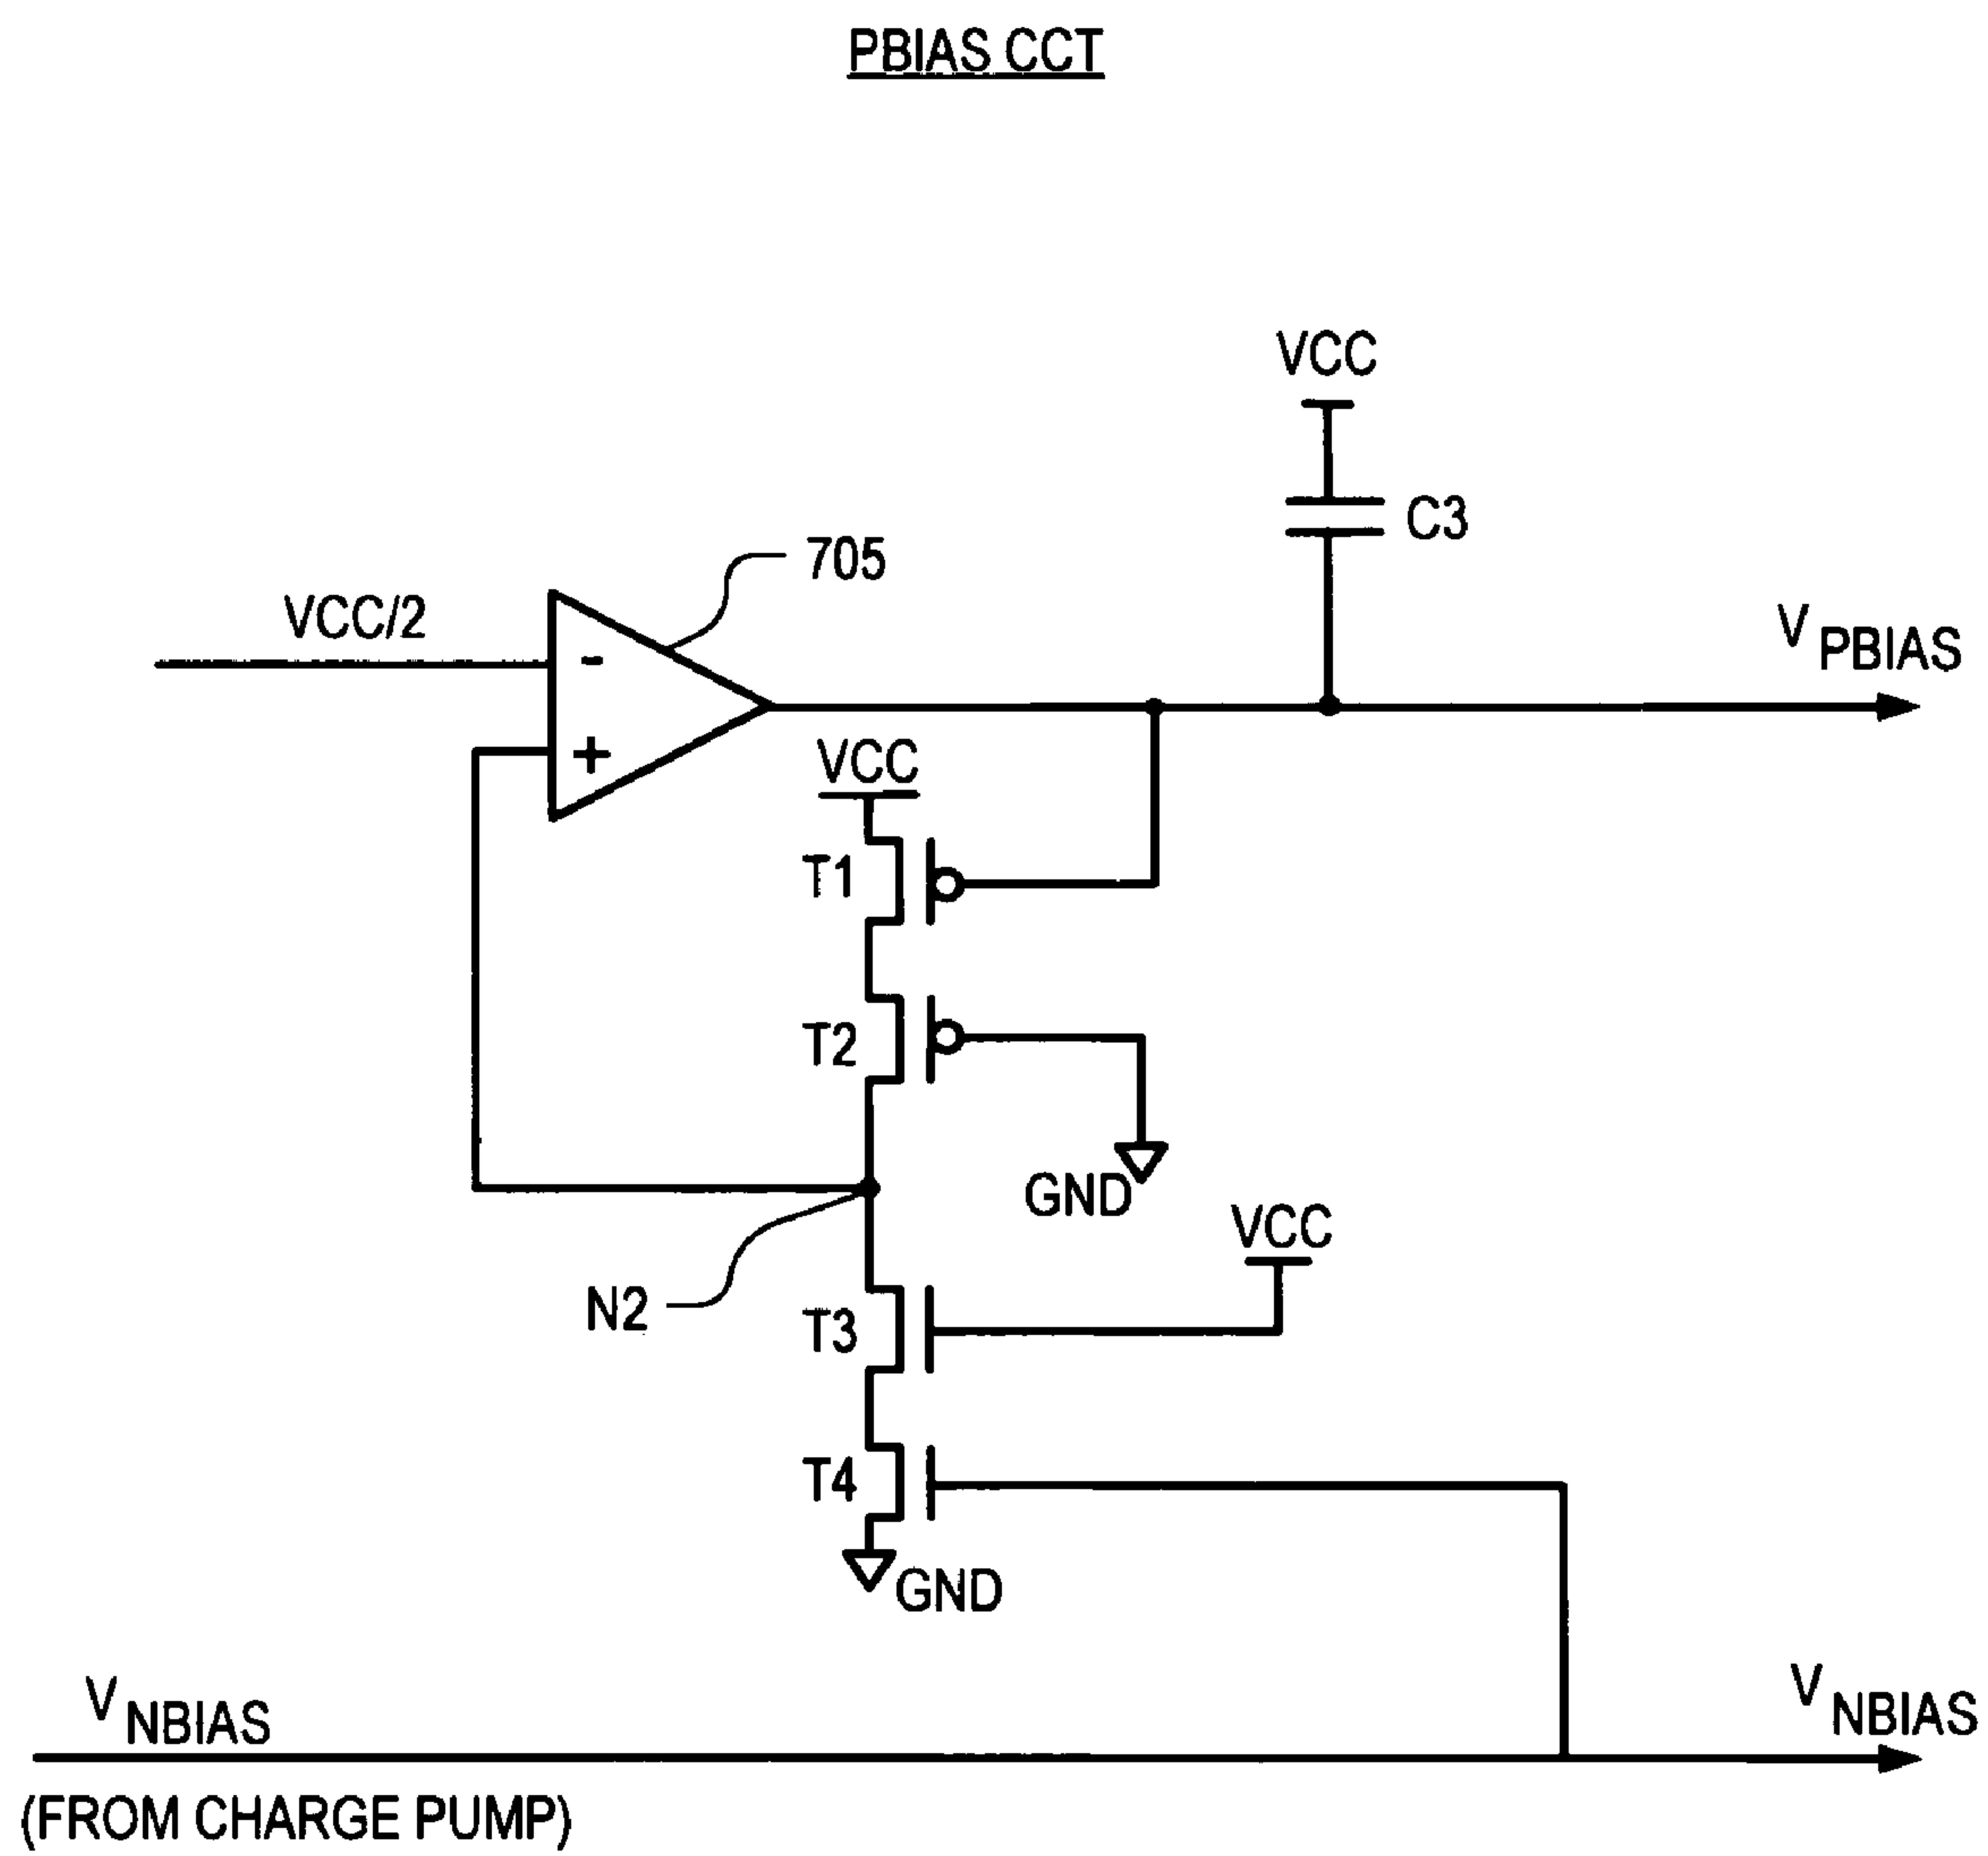 PBIAS CCT
VCC
C3
705
VCC/2
-
+
V PBIAS
VCC
T1
T2
GND
VCC
N2
T3
T4
GND
V NBIAS
V NBIAS
(FROM CHARGE PUMP)